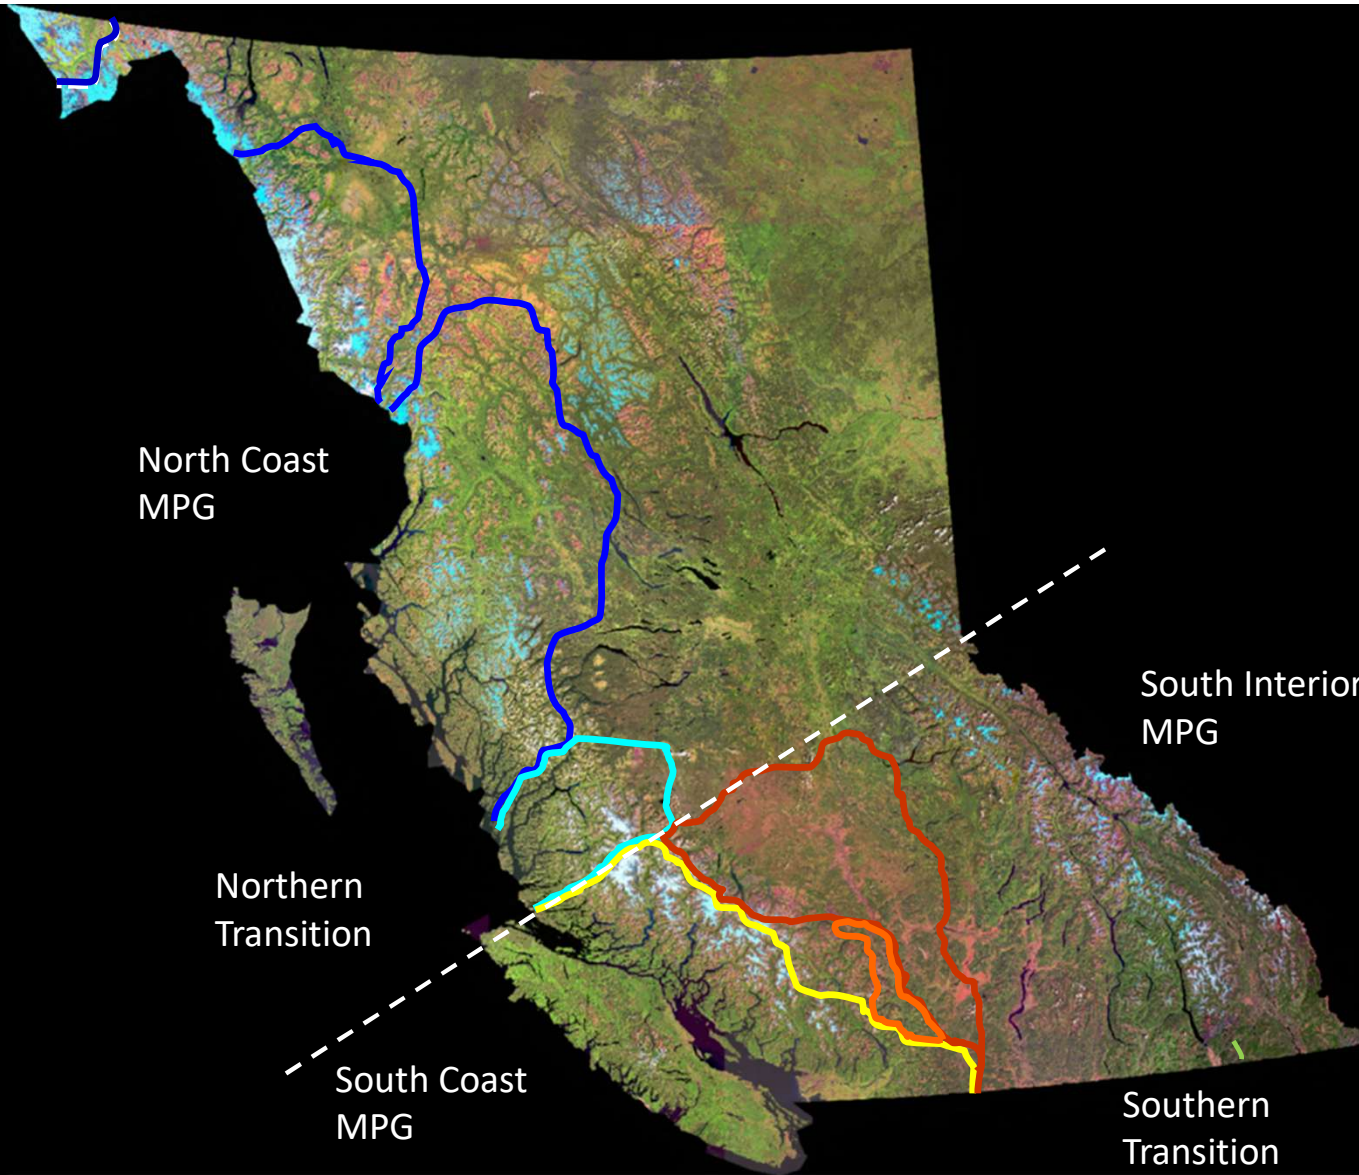 North Coast
MPG
South Interior
MPG
Northern
Transition
South Coast
MPG
Southern
Transition